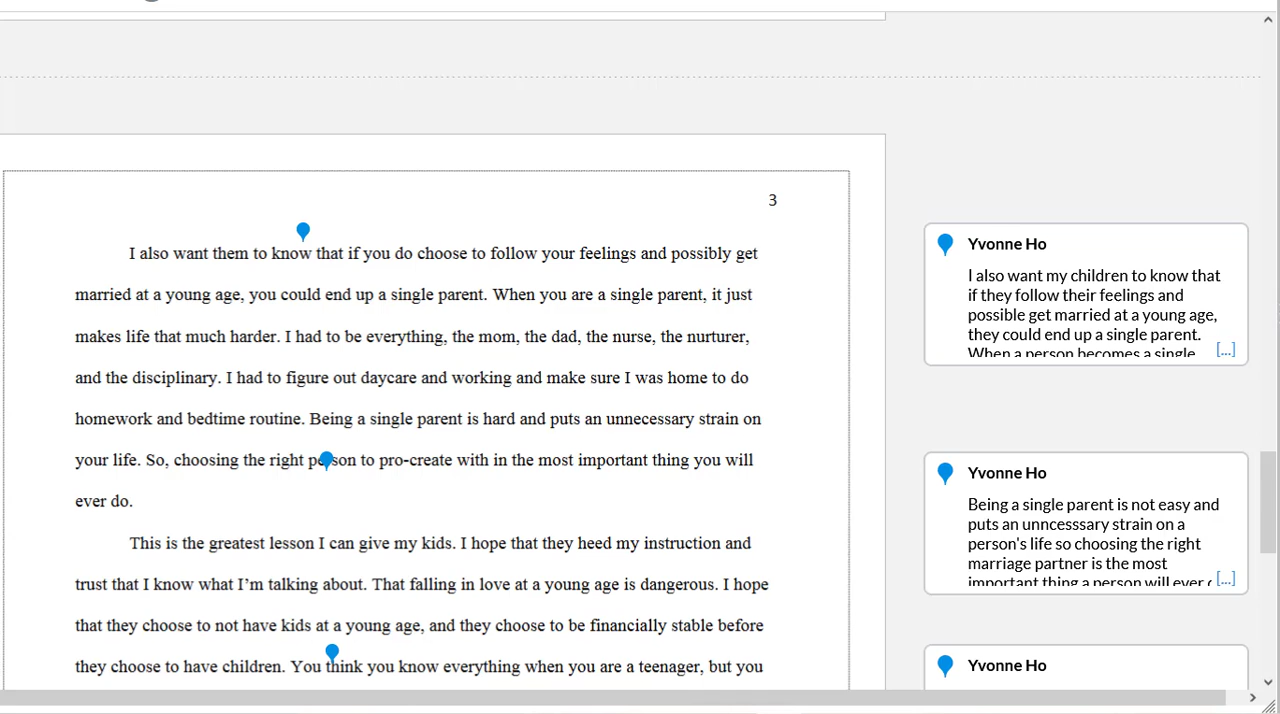 3
I also want them to know that if you do choose to follow your feelings and possibly get
married at a young age, you could end up a single parent. When you are a single parent, it just
makes life that much harder. I had to be everything, the mom, the dad, the nurse, the nurturer,
and the disciplinary. I had to figure out daycare and working and make sure I was home to do
homework and bedtime routine. Being a single parent is hard and puts an unnecessary strain on
your life. So, choosing the right person to pro-create with in the most important thing you will
ever do.
This is the greatest lesson I can give my kids. I hope that they heed my instruction and
trust that I know what I’m talking about. That falling in love at a young age is dangerous. I hope
that they choose to not have kids at a young age, and they choose to be financially stable before
they choose to have children. You think you know everything when you are a teenager, but you
Yvonne Ho
I also want my children to know that
if they follow their feelings and
possible get married at a young age,
they could end up a single parent.
When a person becomes a single
[...]
Yvonne Ho
Being a single parent is not easy and
puts an unncesssary strain on a
person's life so choosing the right
marriage partner is the most
important thing a person will ever
[...]
Yvonne Ho